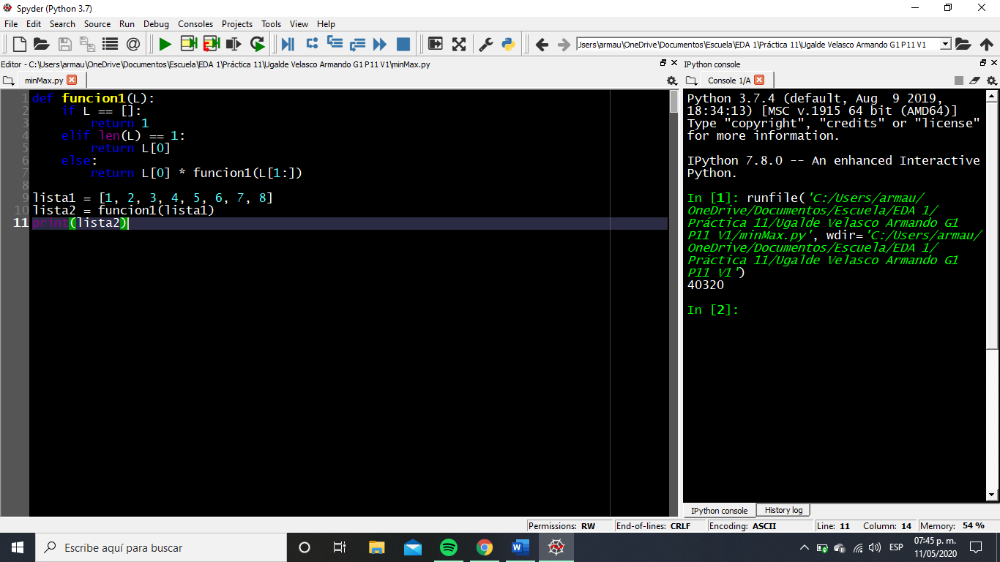 Spyder (Python 3.7)
File Edit Search Source Run Debug Consoles Projects Tools View Help
Jsers\armau\OneDrive\Documentos\Escuela\EDA 1\Práctica 11\Ugalde Velasco Armando G1 P11 V1
Editor - C:\Users\armau\OneDrive\Documentos\Escuela\EDA 1\Práctica 11\Ugalde Velasco Armando G1 P11 V1\minMax.py
minMax.py
1 def funcion1(L):
2     if L == []:
3         return 1
4     elif len(L) == 1:
5         return L[0]
6     else:
7         return L[0] * funcion1(L[1:])
8
9 lista1 = [1, 2, 3, 4, 5, 6, 7, 8]
10 lista2 = funcion1(lista1)
11 print(lista2)
IPython console
Console 1/A
Python 3.7.4 (default, Aug  9 2019,
18:34:13) [MSC v.1915 64 bit (AMD64)]
Type "copyright", "credits" or "license"
for more information.
IPython 7.8.0 -- An enhanced Interactive
Python.
In [1]: runfile('C:/Users/armau/
OneDrive/Documentos/Escuela/EDA 1/
Práctica 11/Ugalde Velasco Armando G1
P11 V1/minMax.py', wdir='C:/Users/armau/
OneDrive/Documentos/Escuela/EDA 1/
Práctica 11/Ugalde Velasco Armando G1
P11 V1')
40320
In [2]:
IPython console History log
Permissions: RW End-of-lines: CRLF Encoding: ASCII Line: 11 Column: 14 Memory: 54 %
Escribe aquí para buscar
ESP
07:45 p. m.
11/05/2020